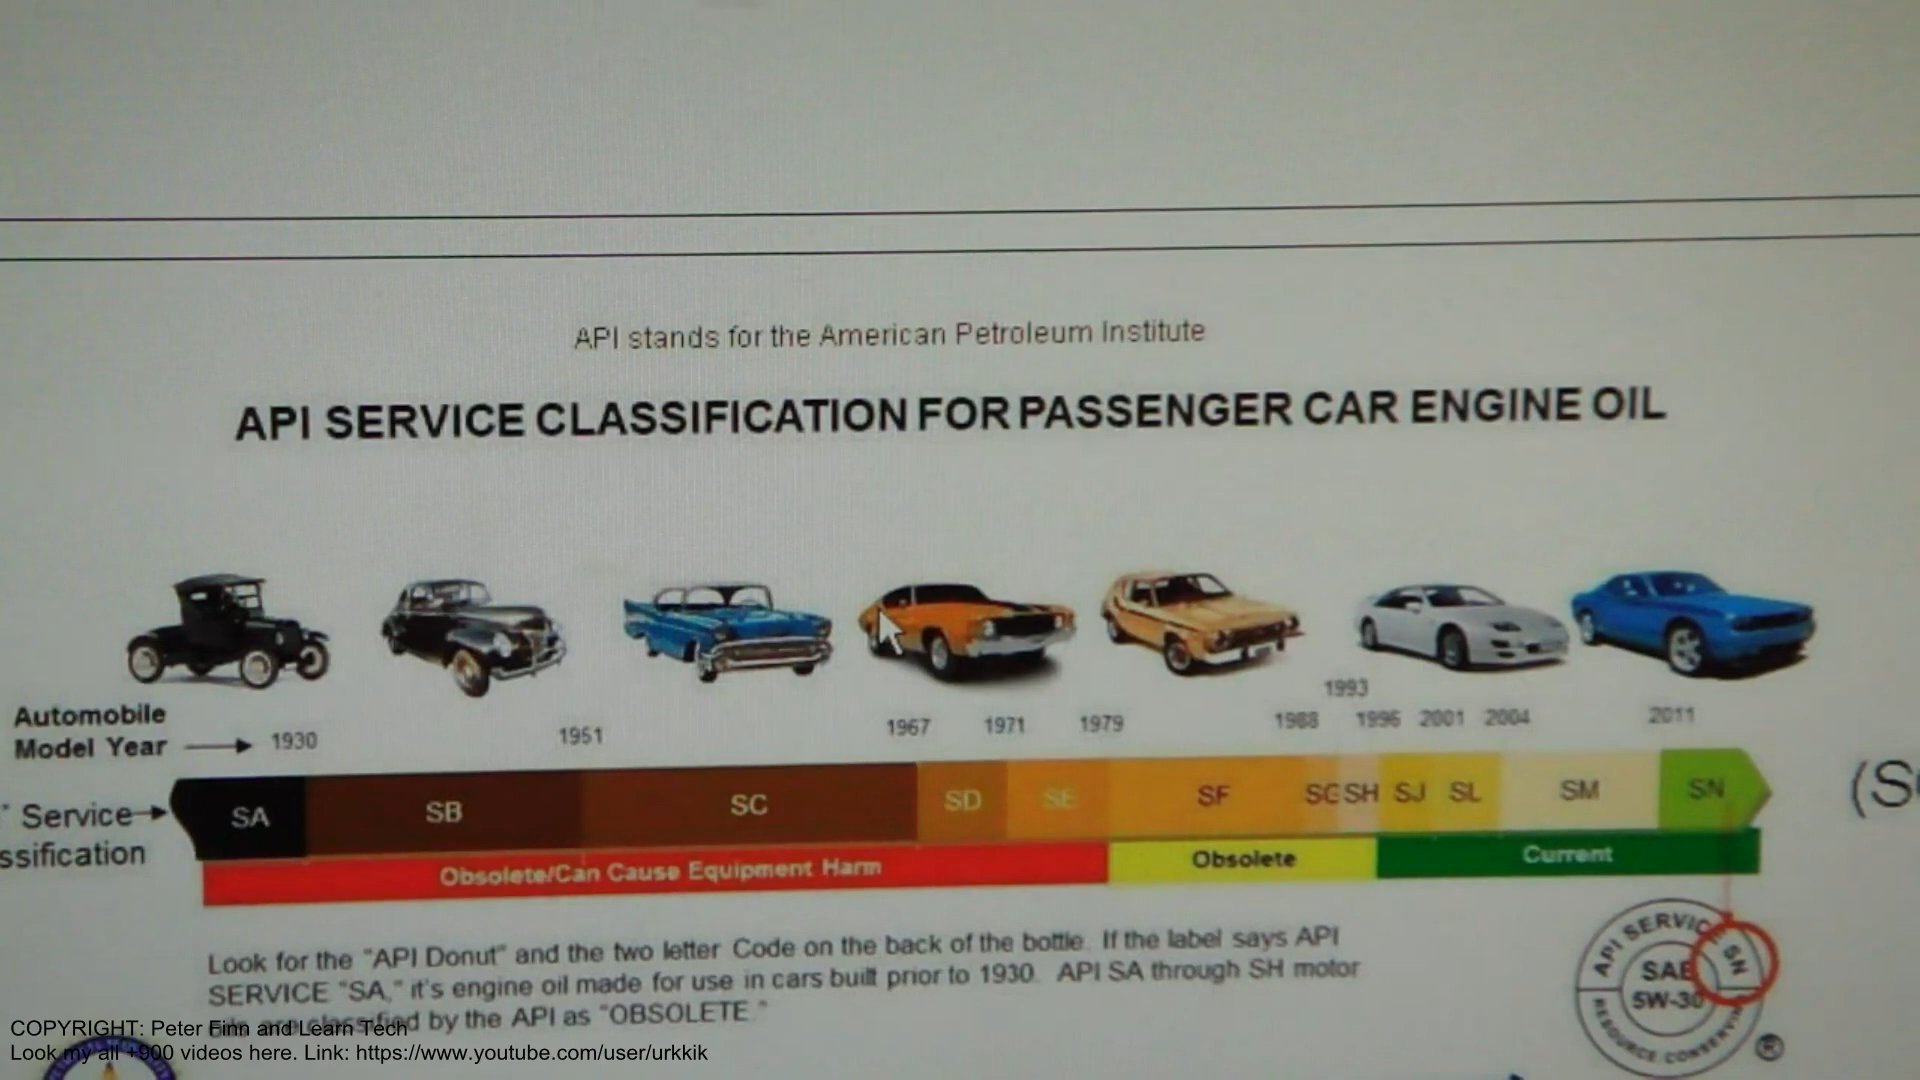 API stands for the American Petroleum Institute
API SERVICE CLASSIFICATION FOR PASSENGER CAR ENGINE OIL
1993
Automobile
Model Year
1930 1951 1967 1971 1979 1988 1996 2001 2004 2011
Service
ssification
SA SB SC SD SE SF SG SH SJ SL SM SN
Obsolete/Can Cause Equipment Harm Obsolete Current
Look for the "API Donut" and the two letter Code on the back of the bottle. If the label says API
SERVICE "SA," it's engine oil made for use in cars built prior to 1930. API SA through SH motor
classified by the API as "OBSOLETE."
API SERVICE SN
SAE
5W-30
RESOURCE CONSERVING
®
COPYRIGHT: Peter Finn and Learn Tech
Look my all +900 videos here. Link: https://www.youtube.com/user/urkkik